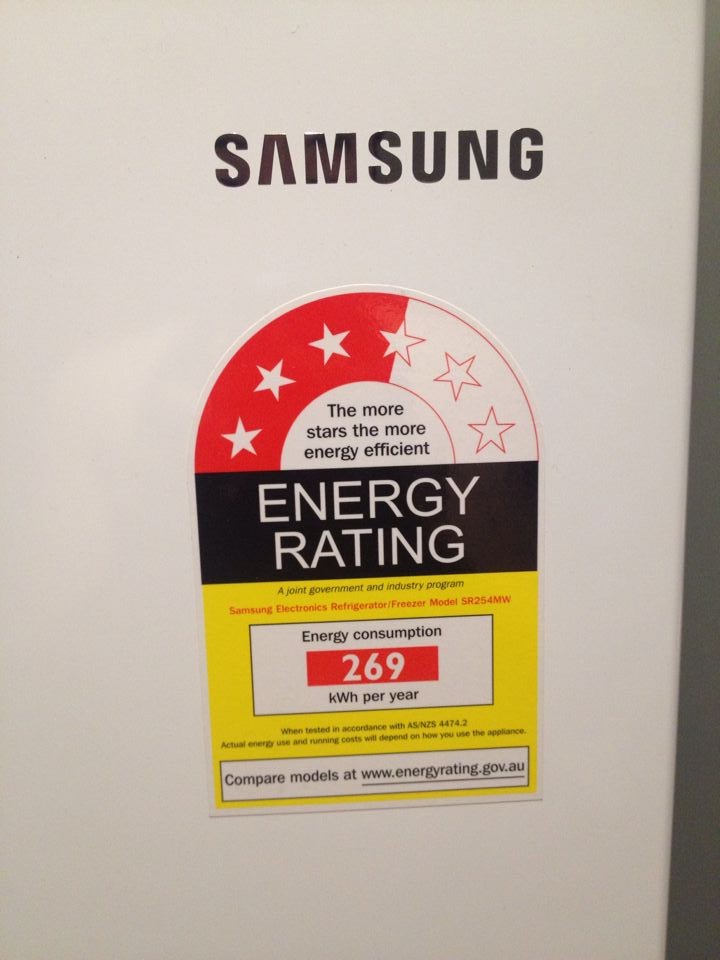 SAMSUNG
The more
stars the more
energy efficient
ENERGY
RATING
A joint government and industry program
Samsung Electronics Refrigerator/Freezer Model SR254MW
Energy consumption
269
kWh per year
When tested in accordance with AS/NZS 4474.2
Actual energy use and running costs will depend on how you use the appliance.
Compare models at www.energyrating.gov.au